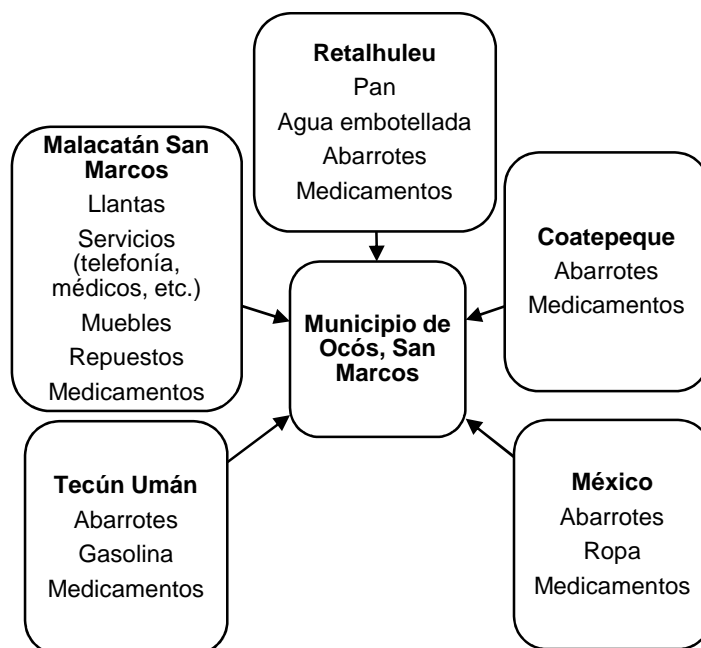 Retalhuleu
Pan
Agua embotellada
Abarrotes
Medicamentos
Malacatán San
Marcos
Llantas
Servicios
(telefonía,
médicos, etc.)
Muebles
Repuestos
Medicamentos
Coatepeque
Abarrotes
Medicamentos
Municipio de
Ocós, San
Marcos
Tecún Umán
Abarrotes
Gasolina
Medicamentos
México
Abarrotes
Ropa
Medicamentos